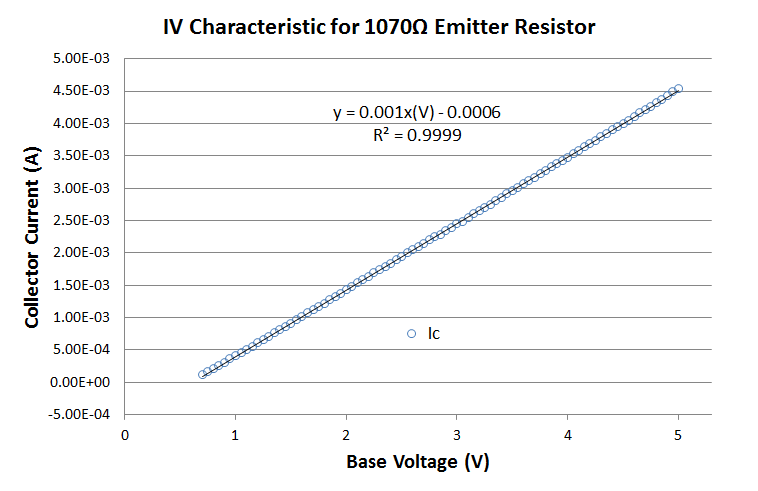 IV Characteristic for 1070Ω Emitter Resistor
5.00E-03
4.50E-03
4.00E-03
3.50E-03
3.00E-03
2.50E-03
2.00E-03
1.50E-03
1.00E-03
5.00E-04
0.00E+00
-5.00E-04
Collector Current (A)
y = 0.001x(V) - 0.0006
R² = 0.9999
Ic
0 1 2 3 4 5
Base Voltage (V)